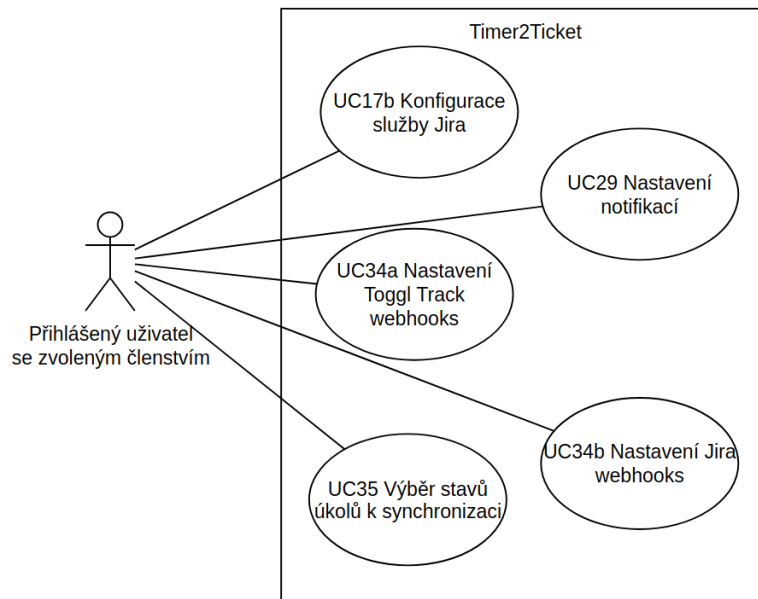 Timer2Ticket
UC17b Konfigurace
služby Jira
UC29 Nastavení
notifikací
UC34a Nastavení
Toggl Track
webhooks
Přihlášený uživatel
se zvoleným členstvím
UC34b Nastavení Jira
webhooks
UC35 Výběr stavů
úkolů k synchronizaci